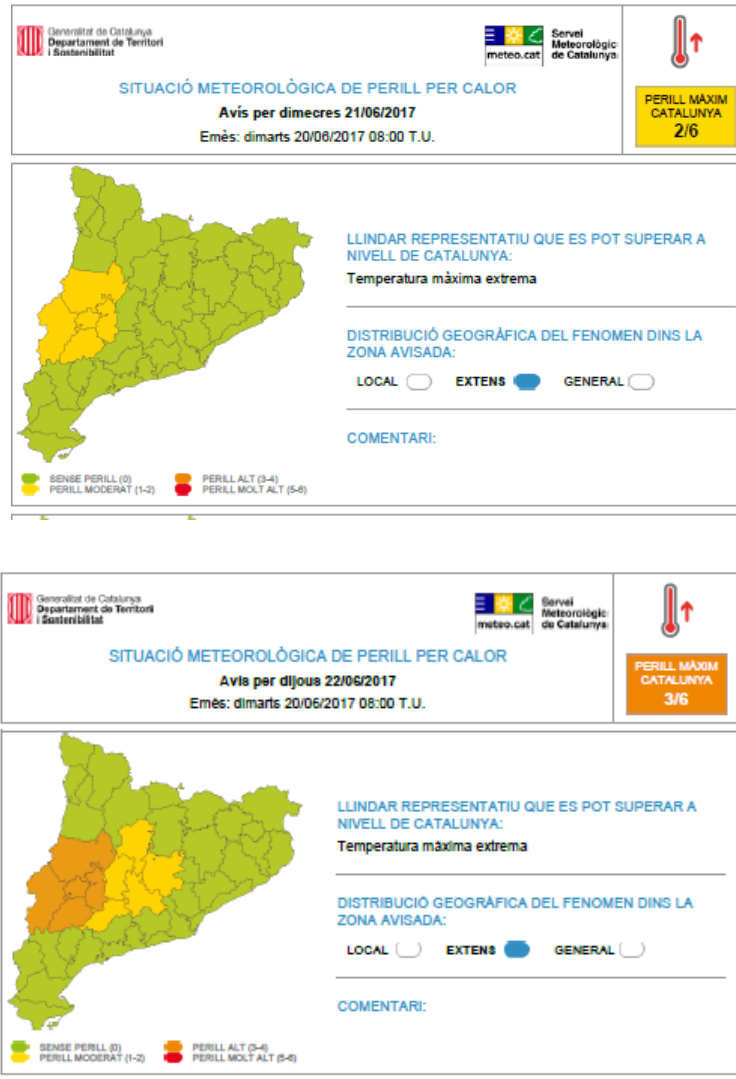 Generalitat de Catalunya
Departament de Territori
i Sostenibilitat
meteo.cat
Servei
Meteorològic
de Catalunya
SITUACIÓ METEOROLÒGICA DE PERILL PER CALOR
Avís per dimecres 21/06/2017
Emès: dimarts 20/06/2017 08:00 T.U.
PERILL MÀXIM
CATALUNYA
2/6
LLINDAR REPRESENTATIU QUE ES POT SUPERAR A
NIVELL DE CATALUNYA:
Temperatura màxima extrema
DISTRIBUCIÓ GEOGRÀFICA DEL FENOMEN DINS LA
ZONA AVISADA:
LOCAL EXTENS GENERAL
COMENTARI:
SENSE PERILL (0) PERILL ALT (3-4)
PERILL MODERAT (1-2) PERILL MOLT ALT (5-6)
Generalitat de Catalunya
Departament de Territori
i Sostenibilitat
meteo.cat
Servei
Meteorològic
de Catalunya
SITUACIÓ METEOROLÒGICA DE PERILL PER CALOR
Avís per dijous 22/06/2017
Emès: dimarts 20/06/2017 08:00 T.U.
PERILL MÀXIM
CATALUNYA
3/6
LLINDAR REPRESENTATIU QUE ES POT SUPERAR A
NIVELL DE CATALUNYA:
Temperatura màxima extrema
DISTRIBUCIÓ GEOGRÀFICA DEL FENOMEN DINS LA
ZONA AVISADA:
LOCAL EXTENS GENERAL
COMENTARI:
SENSE PERILL (0) PERILL ALT (3-4)
PERILL MODERAT (1-2) PERILL MOLT ALT (5-6)